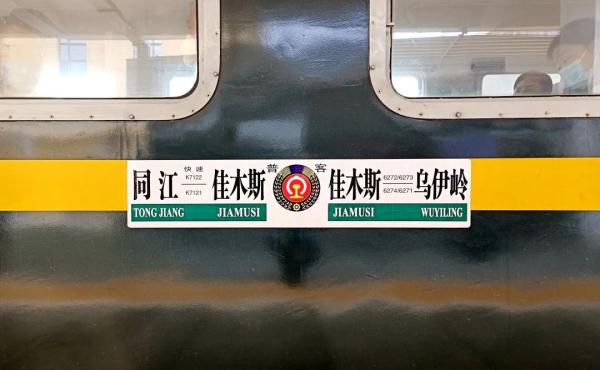 快速 普 客
同江 K7122 佳木斯 佳木斯 6272/6273 乌伊岭
K7121 6274/6271
TONG JIANG JIAMUSI JIAMUSI WUYILING